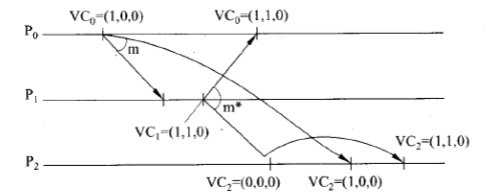 VC₀=(1,0,0) VC₀=(1,1,0)
P₀
m
P₁
m*
VC₁=(1,1,0)
VC₂=(1,1,0)
P₂
VC₂=(0,0,0) VC₂=(1,0,0)